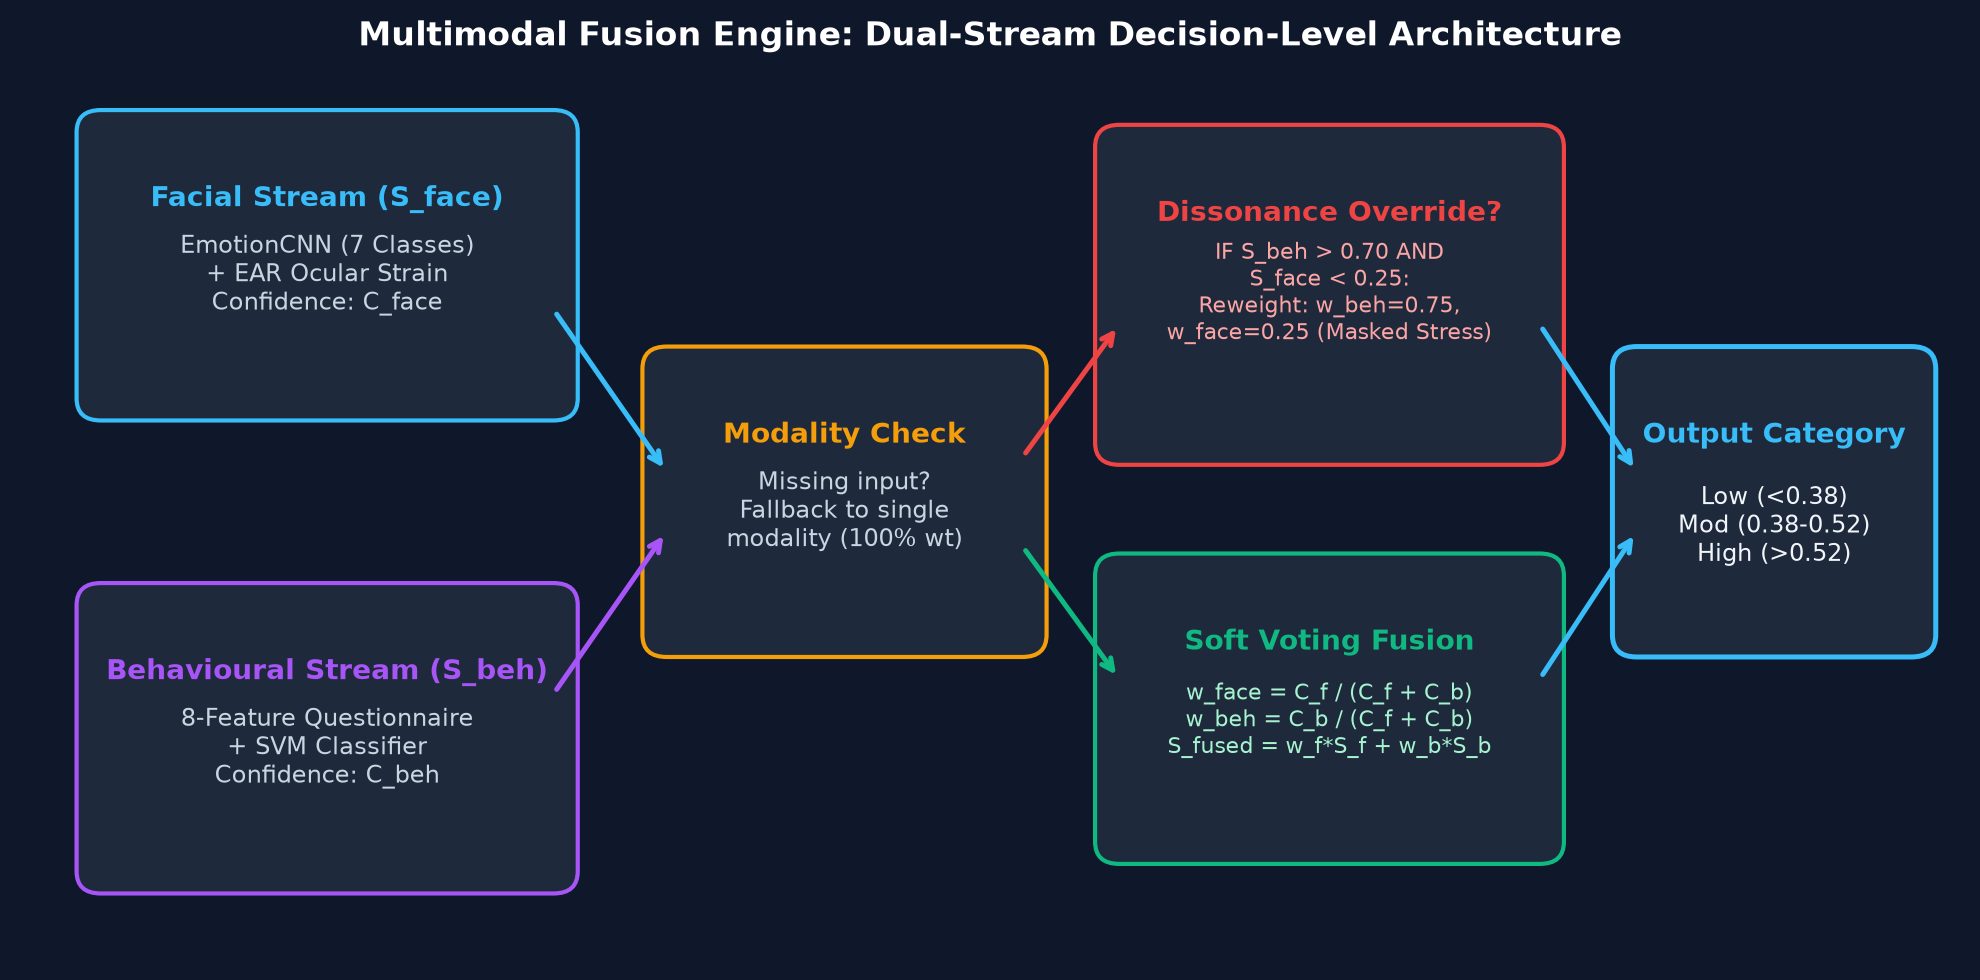 Multimodal Fusion Engine: Dual-Stream Decision-Level Architecture
Facial Stream (S_face)
EmotionCNN (7 Classes)
+ EAR Ocular Strain
Confidence: C_face
Behavioural Stream (S_beh)
8-Feature Questionnaire
+ SVM Classifier
Confidence: C_beh
Modality Check
Missing input?
Fallback to single
modality (100% wt)
Dissonance Override?
IF S_beh > 0.70 AND
S_face < 0.25:
Reweight: w_beh=0.75,
w_face=0.25 (Masked Stress)
Soft Voting Fusion
w_face = C_f / (C_f + C_b)
w_beh = C_b / (C_f + C_b)
S_fused = w_f*S_f + w_b*S_b
Output Category
Low (<0.38)
Mod (0.38-0.52)
High (>0.52)